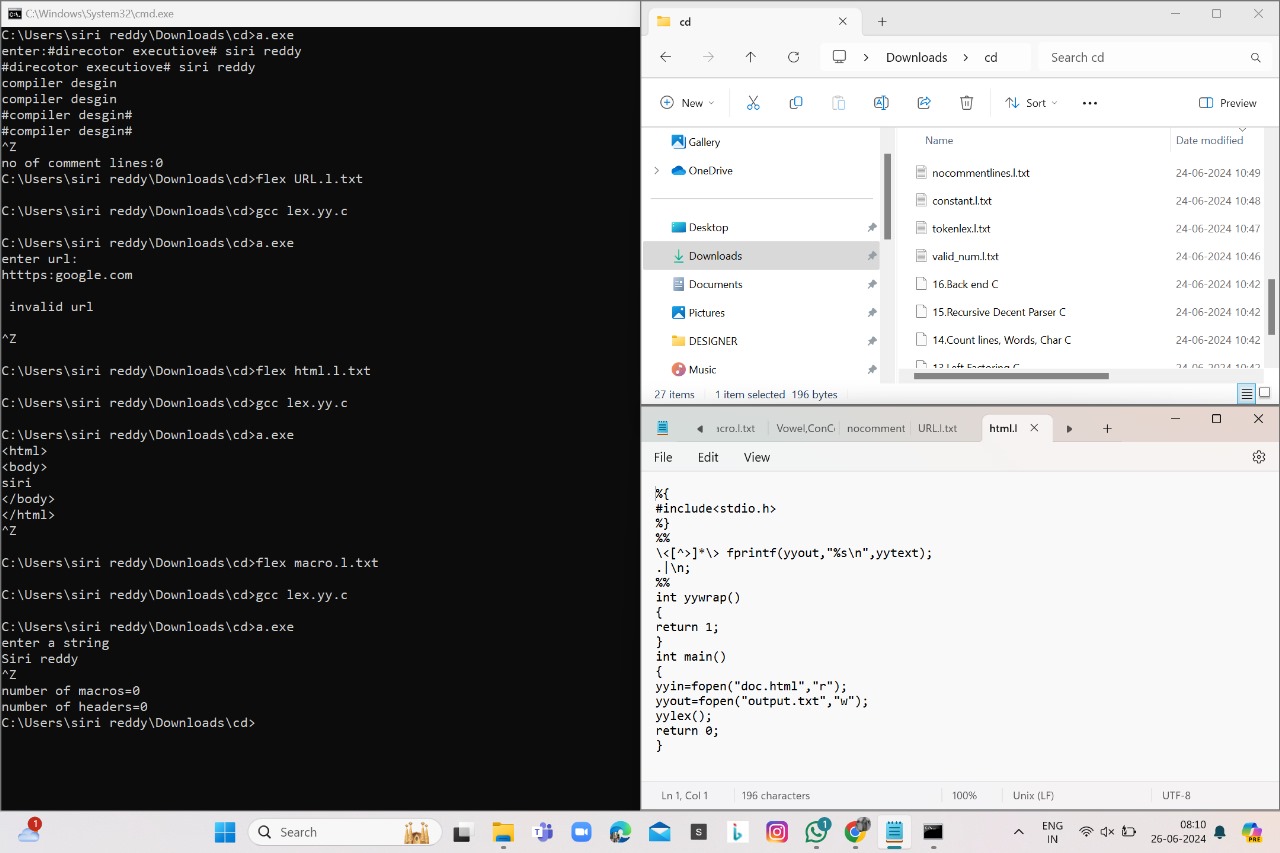 C:\Windows\System32\cmd.exe
C:\Users\siri reddy\Downloads\cd>a.exe
enter:#direcotor executiove# siri reddy
#direcotor executiove# siri reddy
compiler desgin
compiler desgin
#compiler desgin#
#compiler desgin#
^Z
no of comment lines:0
C:\Users\siri reddy\Downloads\cd>flex URL.l.txt
C:\Users\siri reddy\Downloads\cd>gcc lex.yy.c
C:\Users\siri reddy\Downloads\cd>a.exe
enter url:
htttps:google.com
invalid url
^Z
C:\Users\siri reddy\Downloads\cd>flex html.l.txt
C:\Users\siri reddy\Downloads\cd>gcc lex.yy.c
C:\Users\siri reddy\Downloads\cd>a.exe
<html>
<body>
siri
</body>
</html>
^Z
C:\Users\siri reddy\Downloads\cd>flex macro.l.txt
C:\Users\siri reddy\Downloads\cd>gcc lex.yy.c
C:\Users\siri reddy\Downloads\cd>a.exe
enter a string
Siri reddy
^Z
number of macros=0
number of headers=0
C:\Users\siri reddy\Downloads\cd>
cd
Downloads > cd
Search cd
New
Sort
Preview
Gallery
OneDrive
Desktop
Downloads
Documents
Pictures
DESIGNER
Music
Name Date modified
nocommentlines.l.txt 24-06-2024 10:49
constant.l.txt 24-06-2024 10:48
tokenlex.l.txt 24-06-2024 10:47
valid_num.l.txt 24-06-2024 10:46
16.Back end C 24-06-2024 10:42
15.Recursive Decent Parser C 24-06-2024 10:42
14.Count lines, Words, Char C 24-06-2024 10:42
13.Left Factoring C 24-06-2024 10:42
27 items 1 item selected 196 bytes
acro.l.txt Vowel,ConC nocomment URL.l.txt html.l
File Edit View
%{
#include<stdio.h>
%}
%%
\<[^>]*\> fprintf(yyout,"%s\n",yytext);
.|\n;
%%
int yywrap()
{
return 1;
}
int main()
{
yyin=fopen("doc.html","r");
yyout=fopen("output.txt","w");
yylex();
return 0;
}
Ln 1, Col 1 196 characters 100% Unix (LF) UTF-8
1
Search
T
S
b
1
PRE
ENG
IN
08:10
26-06-2024